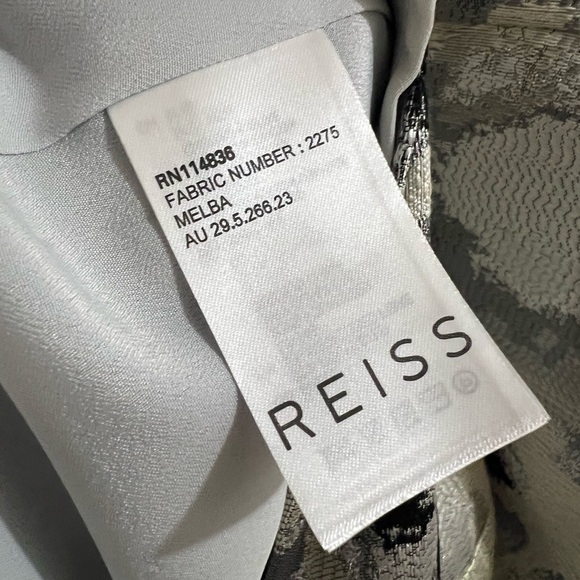 RN114836
FABRIC NUMBER : 2275
MELBA
AU 29.5.266.23
REISS